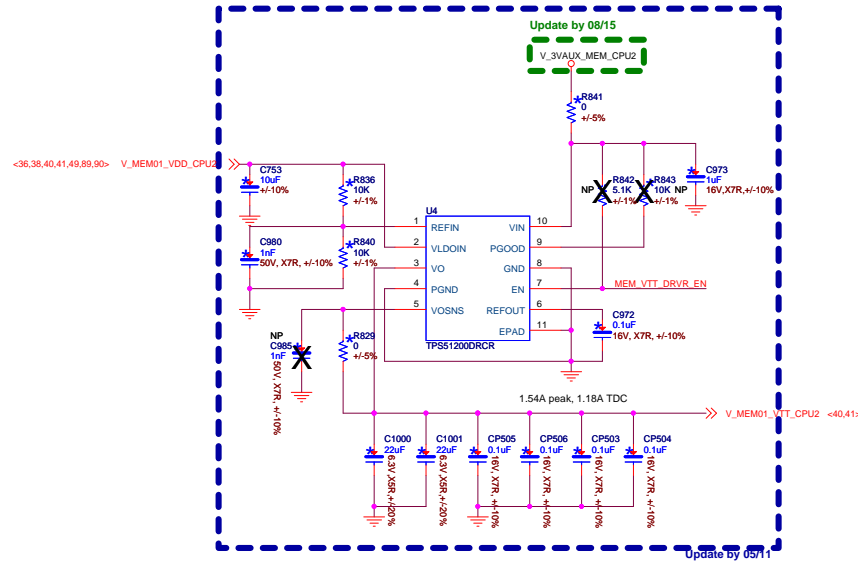 Update by 08/15
V_3VAUX_MEM_CPU2
R841
0
+/-5%
<36,38,40,41,49,89,90> V_MEM01_VDD_CPU2
C753
10uF
+/-10%
R836
10K
+/-1%
NP
R842
5.1K
+/-1%
R843
10K
+/-1%
NP
C973
1uF
16V,X7R,+/-10%
U4
1 REFIN
2 VLDOIN
3 VO
4 PGND
5 VOSNS
VIN 10
PGOOD 9
GND 8
EN 7
REFOUT 6
EPAD 11
TPS51200DRCR
C980
1nF
50V, X7R, +/-10%
R840
10K
+/-1%
MEM_VTT_DRVR_EN
C972
0.1uF
16V, X7R, +/-10%
NP
C985
1nF
50V, X7R, +/-10%
R829
0
+/-5%
1.54A peak, 1.18A TDC
V_MEM01_VTT_CPU2 <40,41>
C1000
22uF
6.3V,X5R,+/-20%
C1001
22uF
6.3V,X5R,+/-20%
CP505
0.1uF
16V, X7R, +/-10%
CP506
0.1uF
16V, X7R, +/-10%
CP503
0.1uF
16V, X7R, +/-10%
CP504
0.1uF
16V, X7R, +/-10%
Update by 05/11